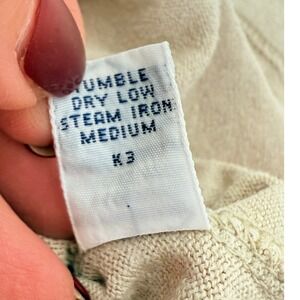 TUMBLE
DRY LOW
STEAM IRON
MEDIUM
K3